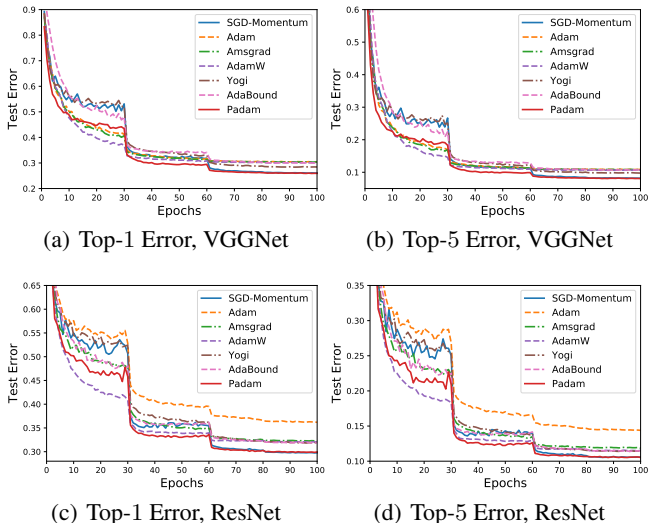 0.9
0.8
0.7
0.6
0.5
0.4
0.3
0.2
Test Error
0 10 20 30 40 50 60 70 80 90 100
Epochs
SGD-Momentum
Adam
Amsgrad
AdamW
Yogi
AdaBound
Padam
(a) Top-1 Error, VGGNet
0.6
0.5
0.4
0.3
0.2
0.1
Test Error
0 10 20 30 40 50 60 70 80 90 100
Epochs
SGD-Momentum
Adam
Amsgrad
AdamW
Yogi
AdaBound
Padam
(b) Top-5 Error, VGGNet
0.65
0.60
0.55
0.50
0.45
0.40
0.35
0.30
Test Error
0 10 20 30 40 50 60 70 80 90 100
Epochs
SGD-Momentum
Adam
Amsgrad
AdamW
Yogi
AdaBound
Padam
(c) Top-1 Error, ResNet
0.35
0.30
0.25
0.20
0.15
0.10
Test Error
0 10 20 30 40 50 60 70 80 90 100
Epochs
SGD-Momentum
Adam
Amsgrad
AdamW
Yogi
AdaBound
Padam
(d) Top-5 Error, ResNet